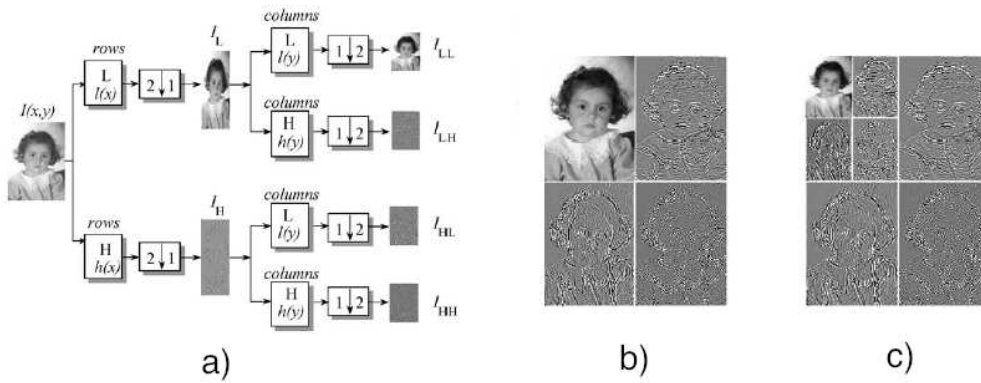 I(x,y)
rows
L
l(x)
2↓1
I_L
columns
L
l(y)
1↓2
I_LL
columns
H
h(y)
1↓2
I_LH
rows
H
h(x)
2↓1
I_H
columns
L
l(y)
1↓2
I_HL
columns
H
h(y)
1↓2
I_HH
a)
b)
c)